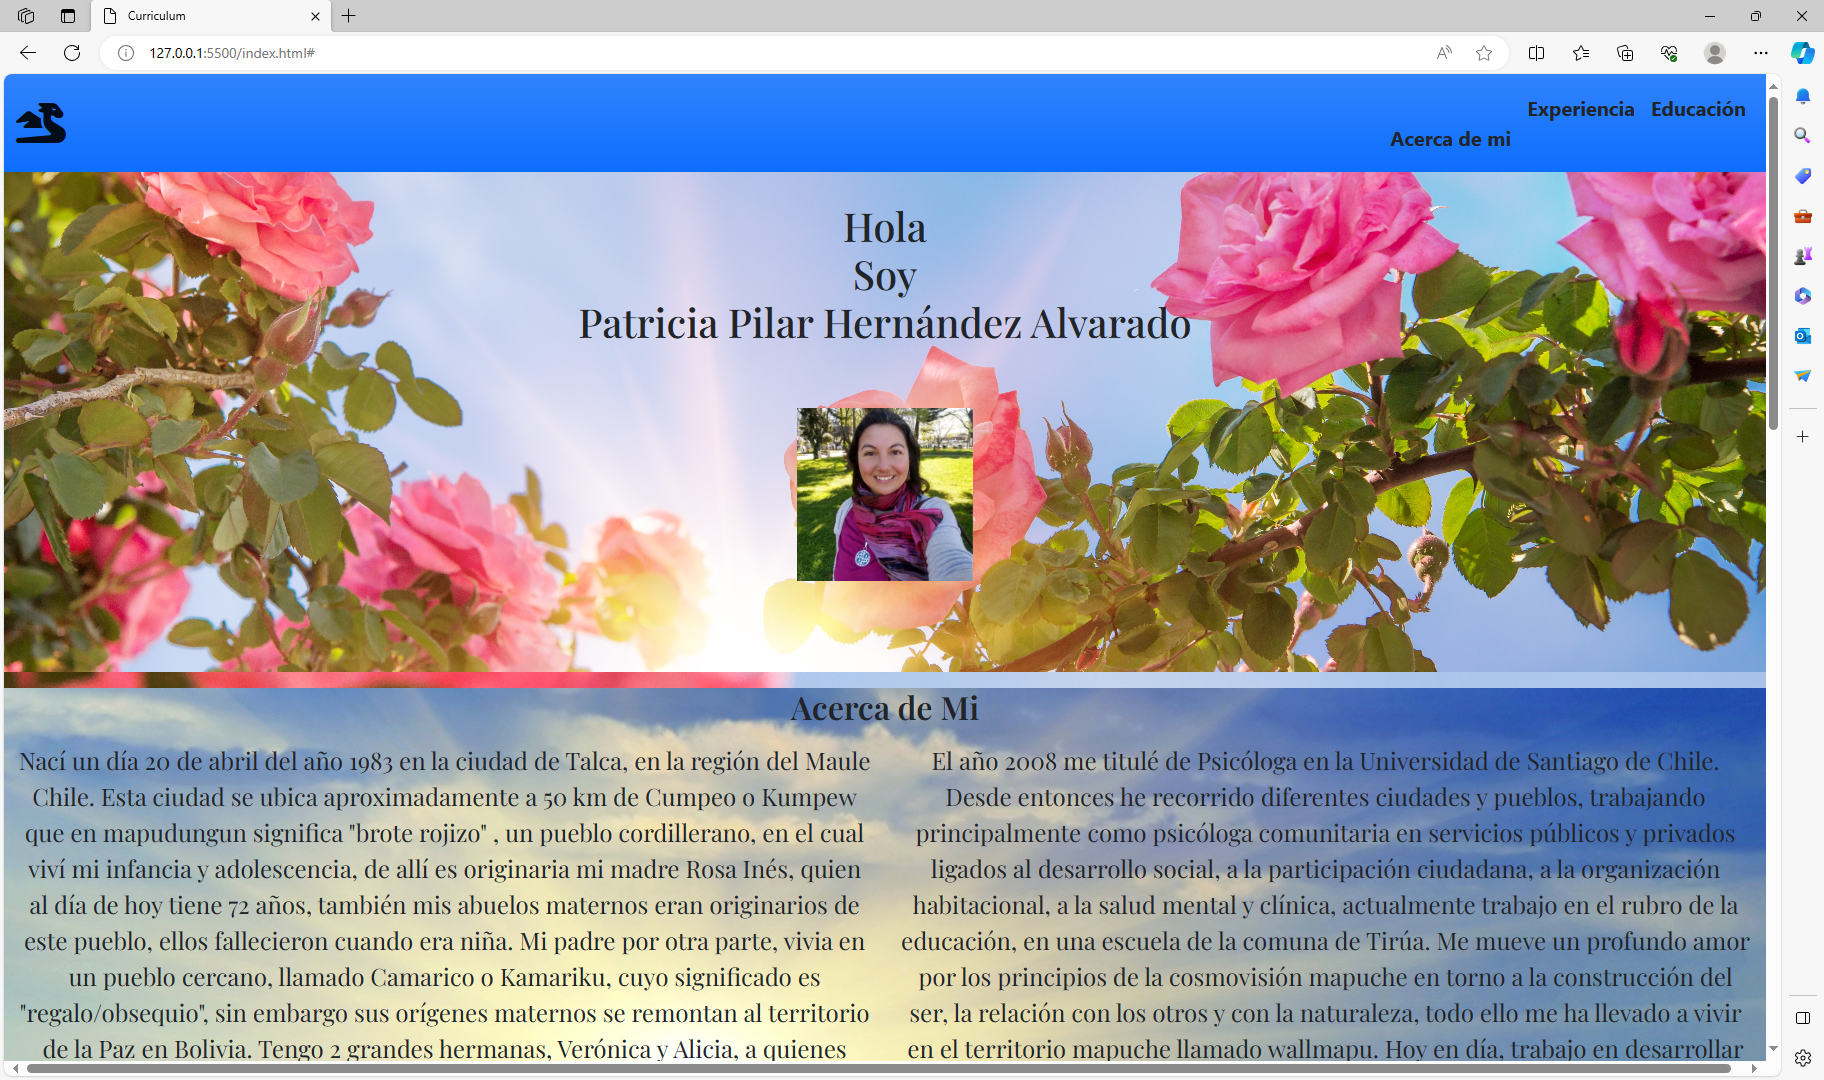 Curriculum
127.0.0.1:5500/index.html#
Experiencia Educación
Acerca de mi
Hola
Soy
Patricia Pilar Hernández Alvarado
Acerca de Mi
Nací un día 20 de abril del año 1983 en la ciudad de Talca, en la región del Maule
Chile. Esta ciudad se ubica aproximadamente a 50 km de Cumpeo o Kumpew
que en mapudungun significa "brote rojizo" , un pueblo cordillerano, en el cual
viví mi infancia y adolescencia, de allí es originaria mi madre Rosa Inés, quien
al día de hoy tiene 72 años, también mis abuelos maternos eran originarios de
este pueblo, ellos fallecieron cuando era niña. Mi padre por otra parte, vivia en
un pueblo cercano, llamado Camarico o Kamariku, cuyo significado es
"regalo/obsequio", sin embargo sus orígenes maternos se remontan al territorio
de la Paz en Bolivia. Tengo 2 grandes hermanas, Verónica y Alicia, a quienes
El año 2008 me titulé de Psicóloga en la Universidad de Santiago de Chile.
Desde entonces he recorrido diferentes ciudades y pueblos, trabajando
principalmente como psicóloga comunitaria en servicios públicos y privados
ligados al desarrollo social, a la participación ciudadana, a la organización
habitacional, a la salud mental y clínica, actualmente trabajo en el rubro de la
educación, en una escuela de la comuna de Tirúa. Me mueve un profundo amor
por los principios de la cosmovisión mapuche en torno a la construcción del
ser, la relación con los otros y con la naturaleza, todo ello me ha llevado a vivir
en el territorio mapuche llamado wallmapu. Hoy en día, trabajo en desarrollar